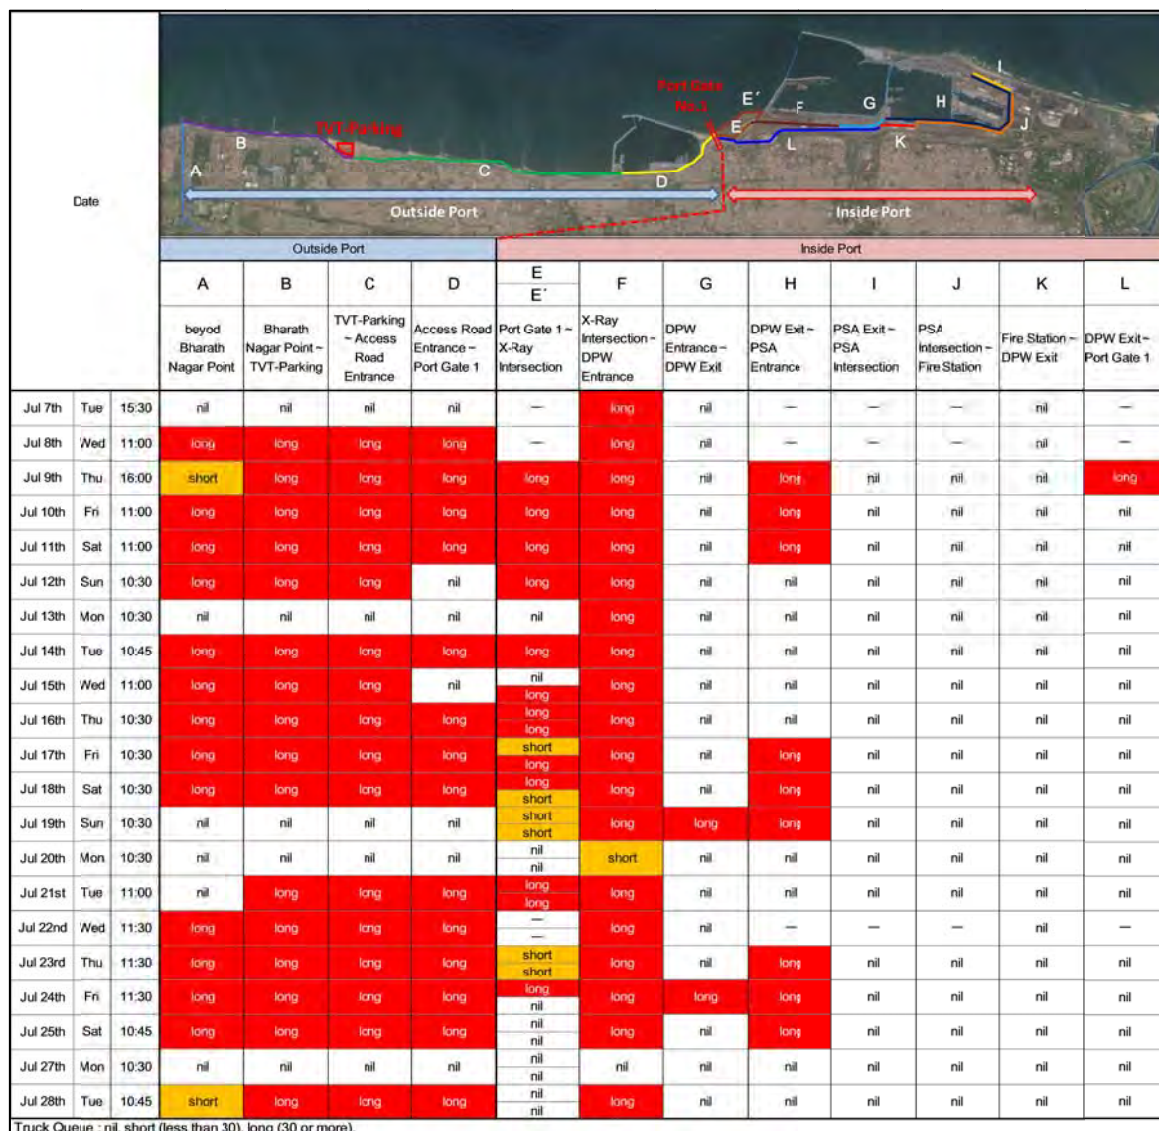 Date
TVT-Parking
Port Gate
No.1
A
B
C
D
E
E´
F
G
H
I
J
K
L
Outside Port
Inside Port
Outside Port Inside Port
A B C D E F G H I J K L
E´
beyod Bharath Nagar Point
Bharath Nagar Point ~ TVT-Parking
TVT-Parking ~ Access Road Entrance
Access Road Entrance ~ Port Gate 1
Port Gate 1 ~ X-Ray Intersection
X-Ray Intersection ~ DPW Entrance
DPW Entrance ~ DPW Exit
DPW Exit ~ PSA Entrance
PSA Exit ~ PSA Intersection
PSA Intersection ~ Fire Station
Fire Station ~ DPW Exit
DPW Exit ~ Port Gate 1
Jul 7th Tue 15:30 nil nil nil nil — long nil — — — nil —
Jul 8th Wed 11:00 long long long long — long nil — — — nil —
Jul 9th Thu 16:00 short long long long long long nil long nil nil nil long
Jul 10th Fri 11:00 long long long long long long nil long nil nil nil nil
Jul 11th Sat 11:00 long long long long long long nil long nil nil nil nil
Jul 12th Sun 10:30 long long long nil long long nil nil nil nil nil nil
Jul 13th Mon 10:30 nil nil nil nil nil long nil nil nil nil nil nil
Jul 14th Tue 10:45 long long long long long long nil nil nil nil nil nil
Jul 15th Wed 11:00 long long long nil nil long long nil nil nil nil nil nil
Jul 16th Thu 10:30 long long long long long long long nil nil nil nil nil nil
Jul 17th Fri 10:30 long long long long short long long nil long nil nil nil nil
Jul 18th Sat 10:30 long long long long long short long nil long nil nil nil nil
Jul 19th Sun 10:30 nil nil nil nil short short long long long nil nil nil nil
Jul 20th Mon 10:30 nil nil nil nil nil nil short nil nil nil nil nil nil
Jul 21st Tue 11:00 nil long long long long long long nil nil nil nil nil nil
Jul 22nd Wed 11:30 long long long long — — long nil — — — nil —
Jul 23rd Thu 11:30 long long long long short short long nil long nil nil nil nil
Jul 24th Fri 11:30 long long long long long nil long long long nil nil nil nil
Jul 25th Sat 10:45 long long long long nil nil long nil long nil nil nil nil
Jul 27th Mon 10:30 nil nil nil nil nil nil nil nil nil nil nil nil nil
Jul 28th Tue 10:45 short long long long nil nil long nil nil nil nil nil nil
Truck Queue : nil, short (less than 30), long (30 or more)